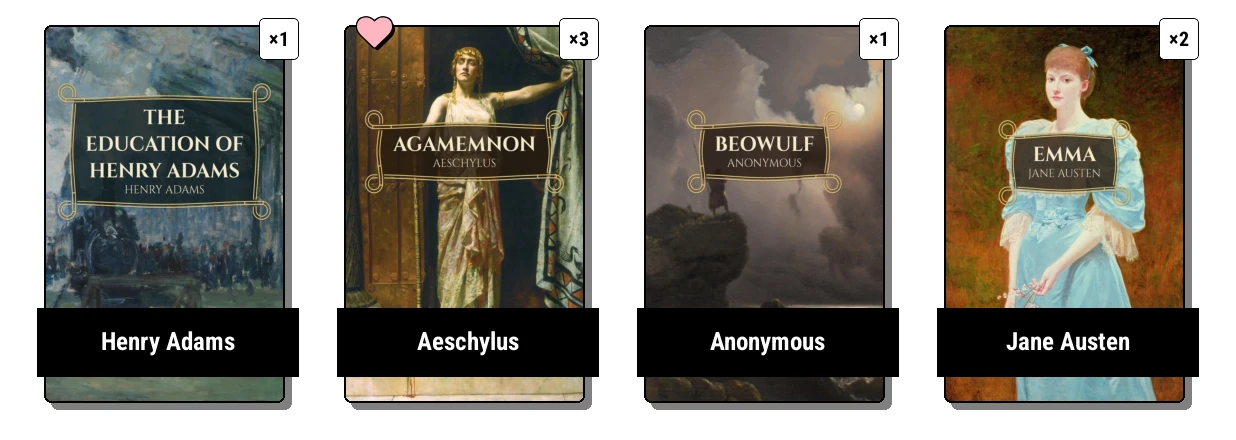 ×1
THE
EDUCATION OF
HENRY ADAMS
HENRY ADAMS
Henry Adams
×3
AGAMEMNON
AESCHYLUS
Aeschylus
×1
BEOWULF
ANONYMOUS
Anonymous
×2
EMMA
JANE AUSTEN
Jane Austen